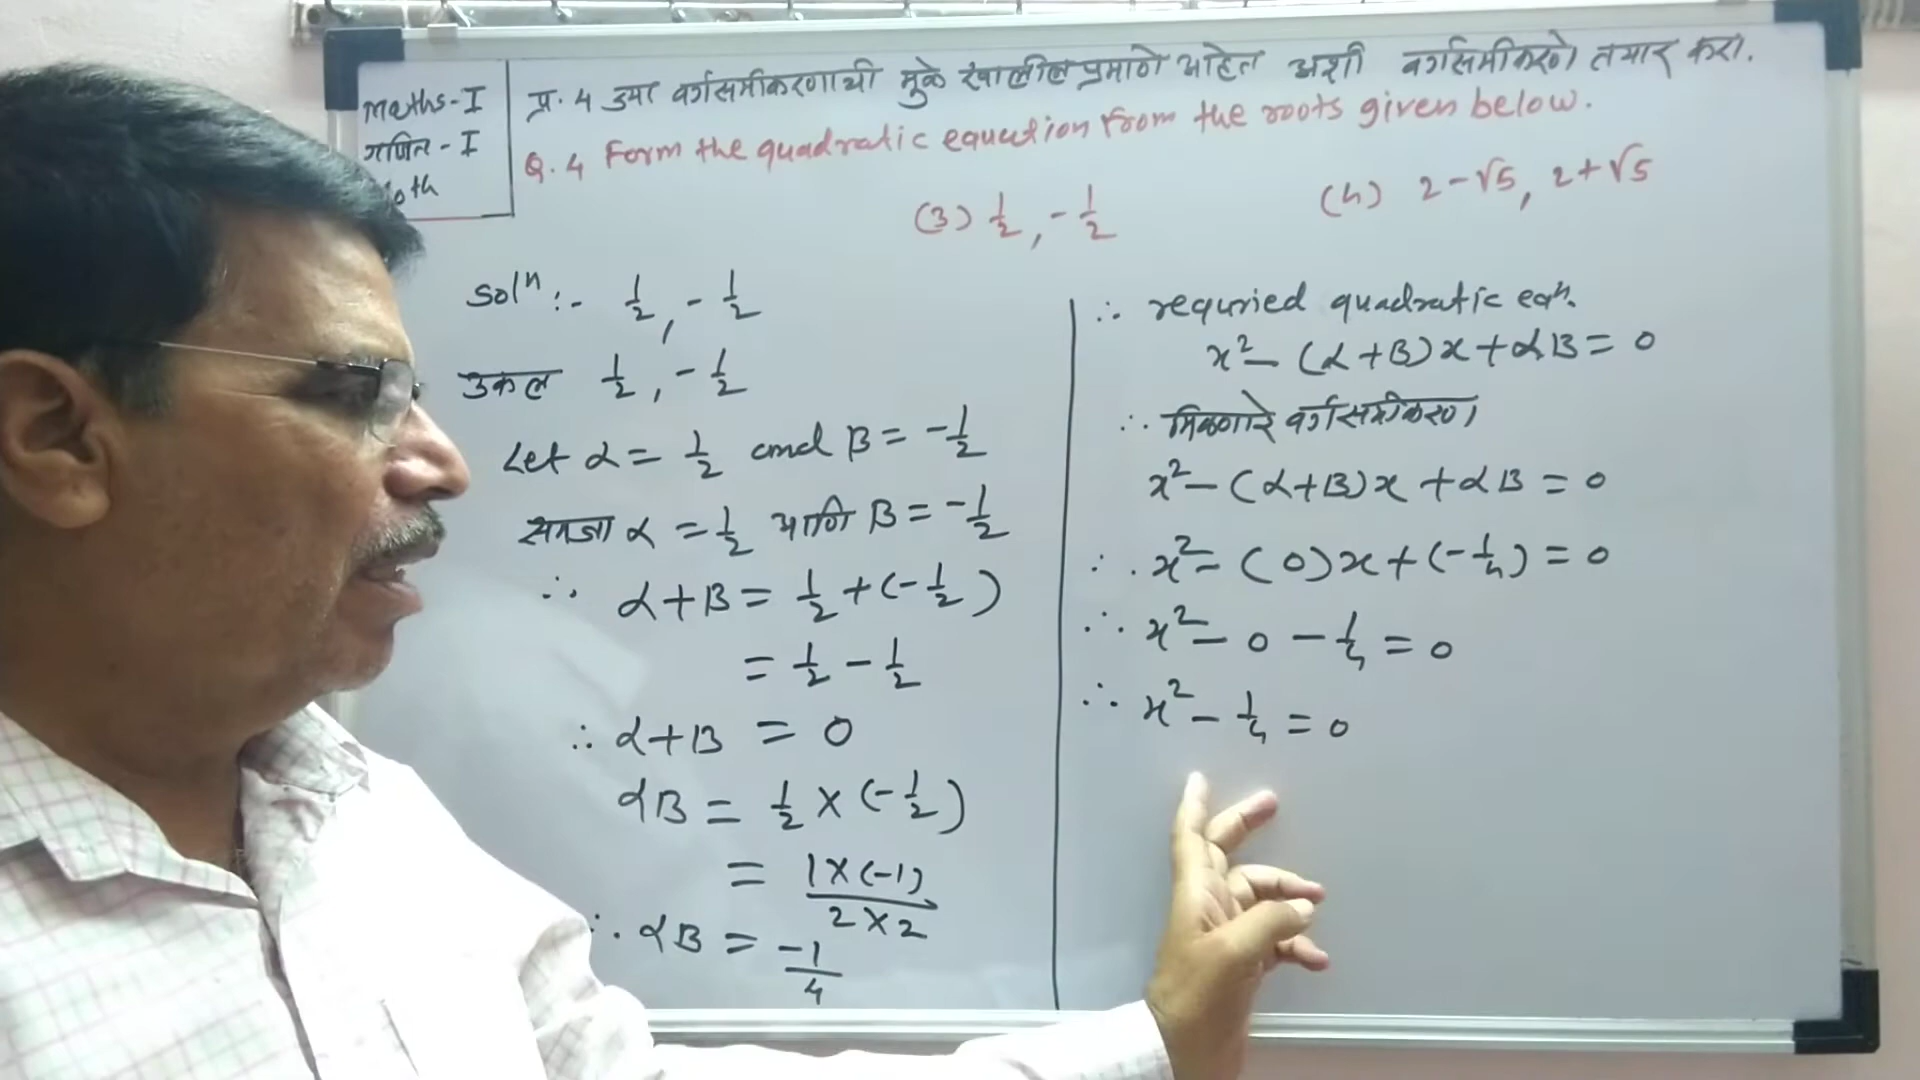 Maths-I
गणित-I
10th
प्र. 4 ज्या वर्गसमीकरणाची मुळे खालीलप्रमाणे आहेत अशी वर्गसमीकरणे तयार करा.
Q. 4 Form the quadratic equation from the roots given below.
(3) 1/2, -1/2
(4) 2-√5, 2+√5
Solⁿ :- 1/2, -1/2
उकल 1/2, -1/2
Let α = 1/2 and β = -1/2
समजा α = 1/2 आणि β = -1/2
∴ α+β = 1/2 + (-1/2)
= 1/2 - 1/2
∴ α+β = 0
αβ = 1/2 × (-1/2)
= 1×(-1) / 2×2
∴ αβ = -1/4
∴ requried quadratic eqⁿ.
x² - (α+β)x + αβ = 0
∴ मिळणारे वर्गसमीकरण
x² - (α+β)x + αβ = 0
∴ x² - (0)x + (-1/4) = 0
∴ x² - 0 - 1/4 = 0
∴ x² - 1/4 = 0